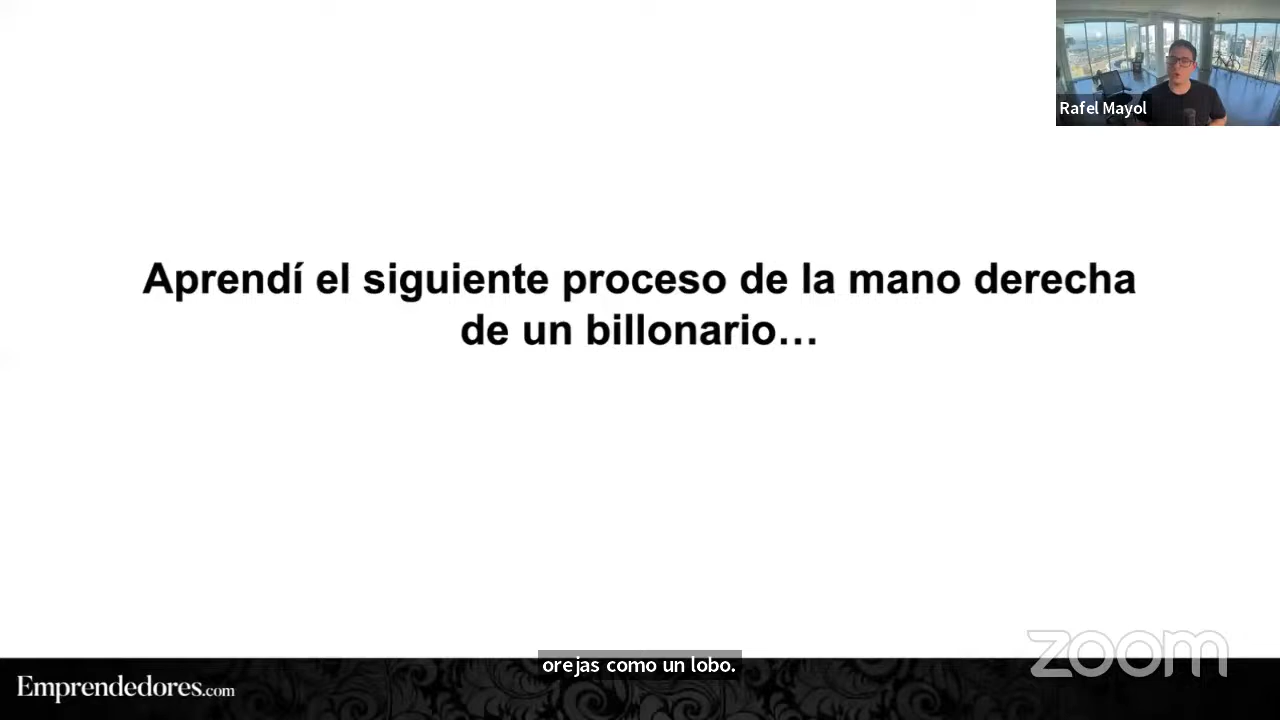 Rafel Mayol
Aprendí el siguiente proceso de la mano derecha
de un billonario…
orejas como un lobo.
zoom
Emprendedores.com